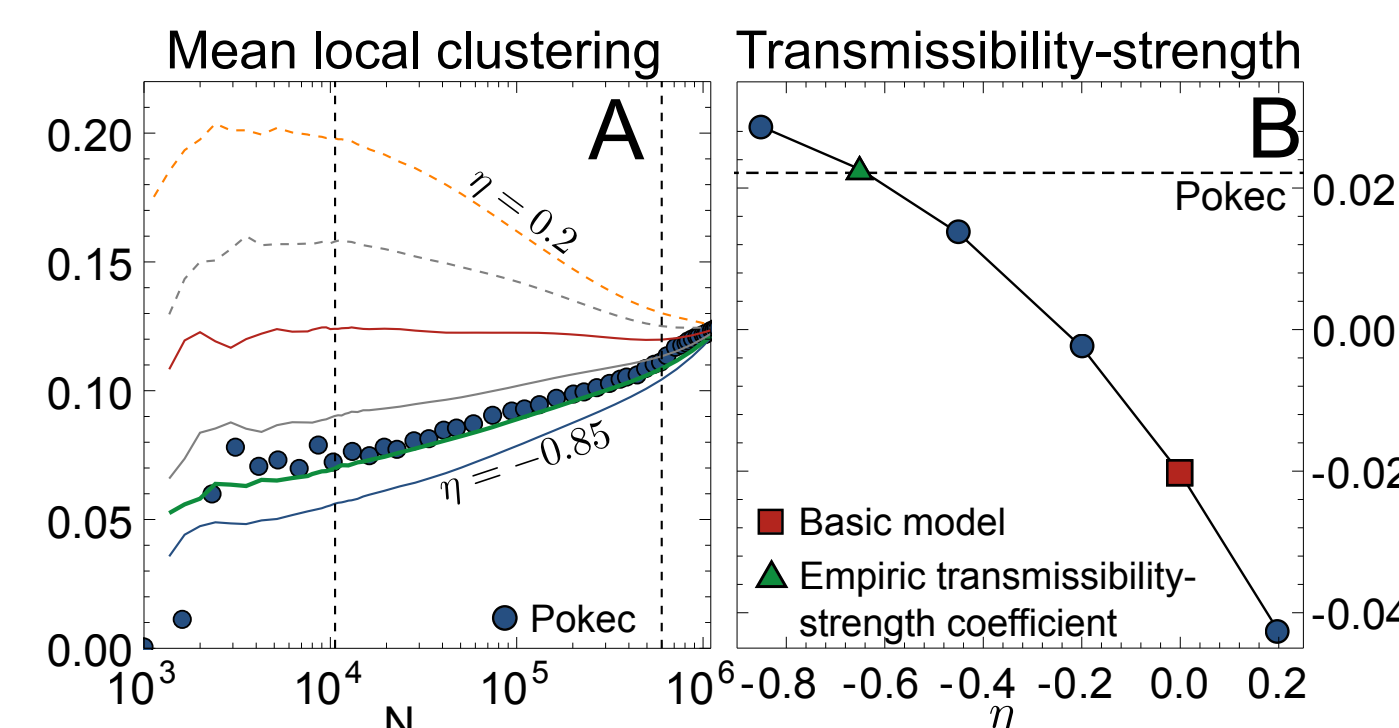 Mean local clustering
Transmissibility-strength
A
B
0.20
0.15
0.10
0.05
0.00
η = 0.2
η = −0.85
Pokec
10³ 10⁴ 10⁵ 10⁶
N
Pokec
0.02
0.00
-0.02
-0.04
Basic model
Empiric transmissibility-
strength coefficient
-0.8 -0.6 -0.4 -0.2 0.0 0.2
η